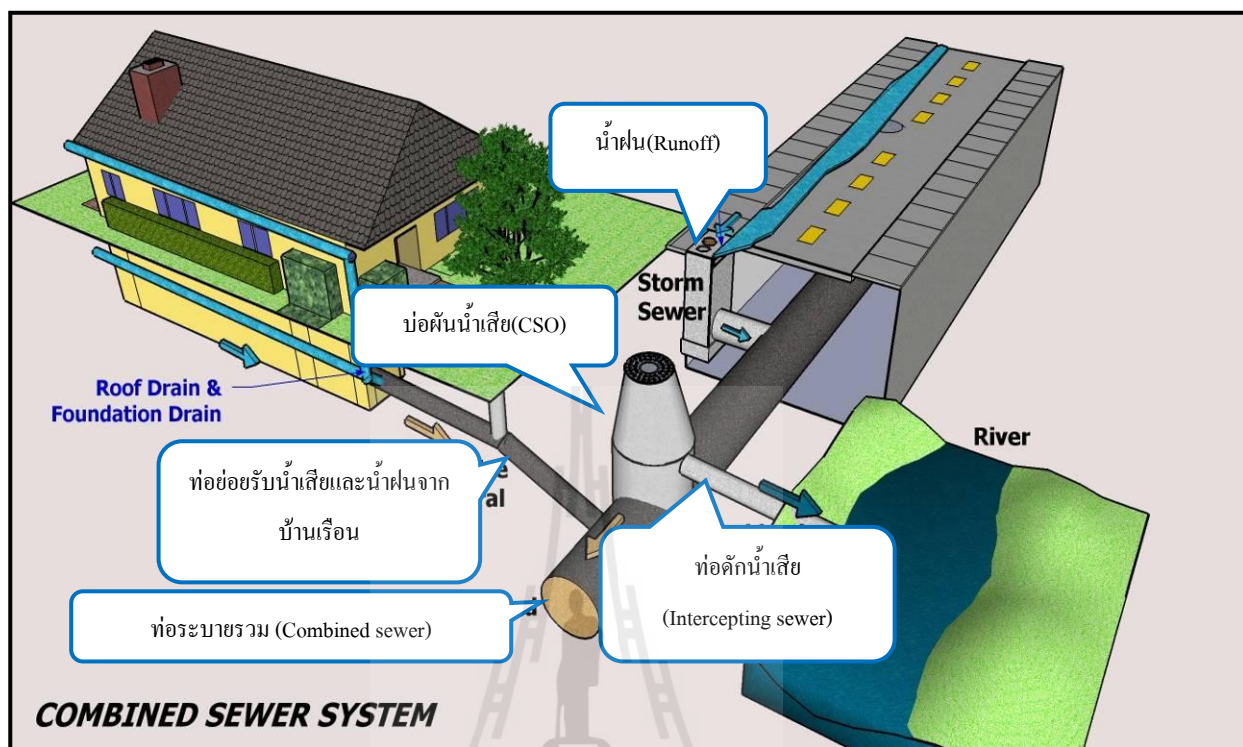 น้ำฝน(Runoff)
Storm
Sewer
บ่อผันน้ำเสีย(CSO)
Roof Drain &
Foundation Drain
River
ท่อย่อยรับน้ำเสียและน้ำฝนจาก
บ้านเรือน
ท่อดักน้ำเสีย
(Intercepting sewer)
ท่อระบายรวม (Combined sewer)
COMBINED SEWER SYSTEM